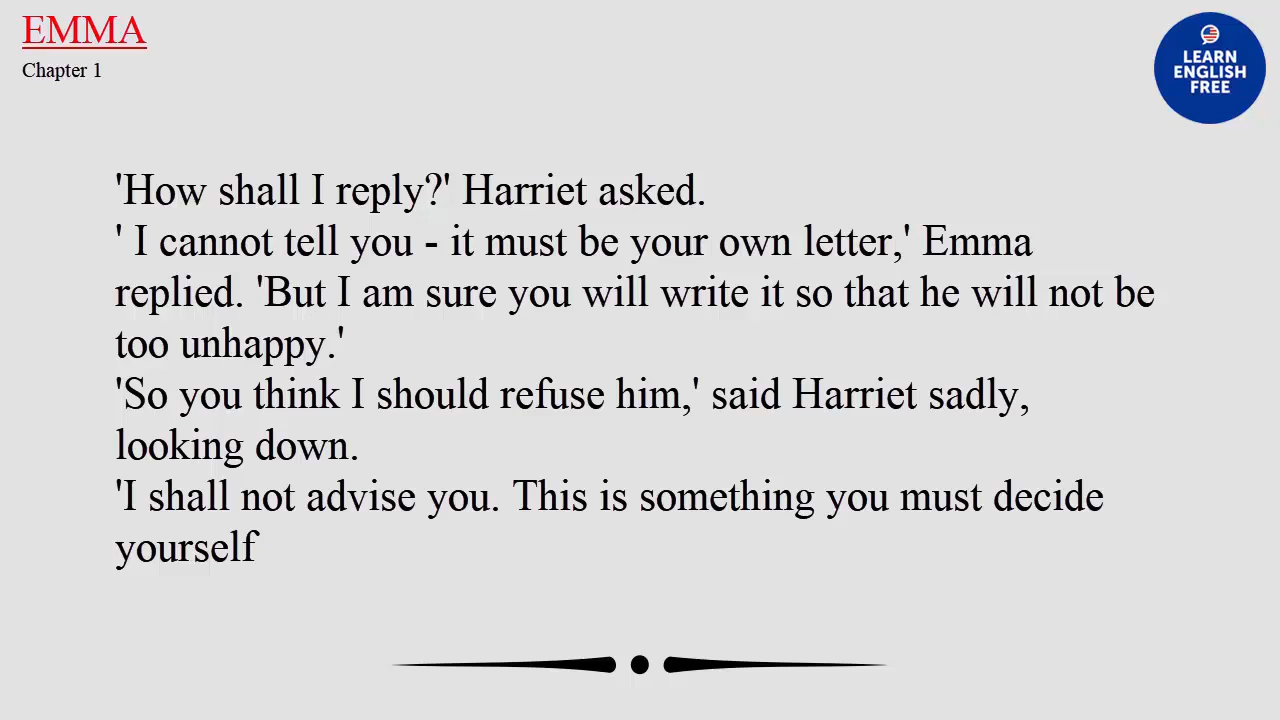 EMMA
Chapter 1
LEARN
ENGLISH
FREE
'How shall I reply?' Harriet asked.
' I cannot tell you - it must be your own letter,' Emma
replied. 'But I am sure you will write it so that he will not be
too unhappy.'
'So you think I should refuse him,' said Harriet sadly,
looking down.
'I shall not advise you. This is something you must decide
yourself